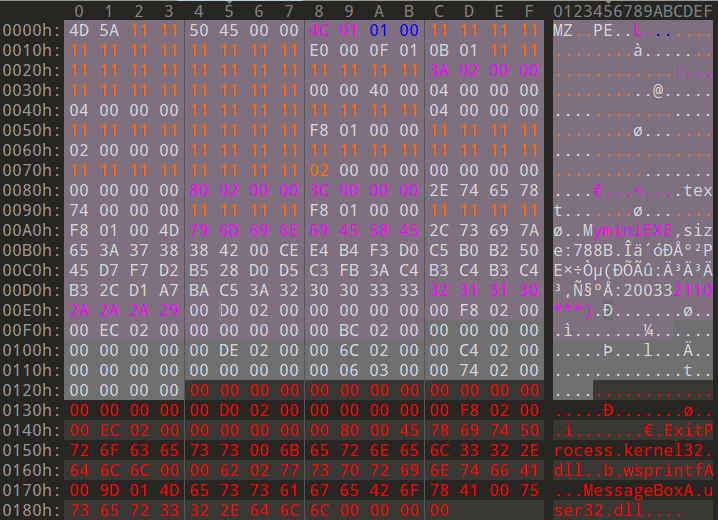 0 1 2 3 4 5 6 7 8 9 A B C D E F 0123456789ABCDEF
0000h: 4D 5A 11 11 50 45 00 00 4C 01 01 00 11 11 11 11 MZ..PE..L.......
0010h: 11 11 11 11 11 11 11 11 E0 00 0F 01 0B 01 11 11 ........à.......
0020h: 11 11 11 11 11 11 11 11 11 11 11 11 3A 02 00 00 ............:...
0030h: 11 11 11 11 11 11 11 11 00 00 40 00 04 00 00 00 ..........@.....
0040h: 04 00 00 00 11 11 11 11 11 11 11 11 04 00 00 00 ................
0050h: 11 11 11 11 11 11 11 11 F8 01 00 00 11 11 11 11 ........ø.......
0060h: 02 00 00 00 11 11 11 11 11 11 11 11 11 11 11 11 ................
0070h: 11 11 11 11 11 11 11 11 02 00 00 00 00 00 00 00 ................
0080h: 00 00 00 00 80 02 00 00 3C 00 00 00 2E 74 65 78 ....€...<....tex
0090h: 74 00 00 00 11 11 11 11 F8 01 00 00 11 11 11 11 t.......ø.......
00A0h: F8 01 00 4D 79 6D 69 6E 69 45 58 45 2C 73 69 7A ø..MyminiEXE,siz
00B0h: 65 3A 37 38 38 42 00 CE E4 B4 F3 D0 C5 B0 B2 50 e:788B.Îä´óÐÅ°²P
00C0h: 45 D7 F7 D2 B5 28 D0 D5 C3 FB 3A C4 B3 C4 B3 C4 E×÷Òµ(ÐÕÃû:Ä³Ä³Ä
00D0h: B3 2C D1 A7 BA C5 3A 32 30 30 33 33 32 31 31 30 ³,Ñ§ºÅ:200332110
00E0h: 2A 2A 2A 29 00 D0 02 00 00 00 00 00 00 F8 02 00 ***).Ð.......ø..
00F0h: 00 EC 02 00 00 00 00 00 00 BC 02 00 00 00 00 00 .ì.......¼......
0100h: 00 00 00 00 00 DE 02 00 00 6C 02 00 00 C4 02 00 .....Þ...l...Ä..
0110h: 00 00 00 00 00 00 00 00 00 06 03 00 00 74 02 00 .............t..
0120h: 00 00 00 00 00 00 00 00 00 00 00 00 00 00 00 00 ................
0130h: 00 00 00 00 00 D0 02 00 00 00 00 00 00 F8 02 00 .....Ð.......ø..
0140h: 00 EC 02 00 00 00 00 00 00 80 00 45 78 69 74 50 .ì.......€.ExitP
0150h: 72 6F 63 65 73 73 00 6B 65 72 6E 65 6C 33 32 2E rocess.kernel32.
0160h: 64 6C 6C 00 00 62 02 77 73 70 72 69 6E 74 66 41 dll..b.wsprintfA
0170h: 00 9D 01 4D 65 73 73 61 67 65 42 6F 78 41 00 75 ...MessageBoxA.u
0180h: 73 65 72 33 32 2E 64 6C 6C 00 00 00 00 ser32.dll....